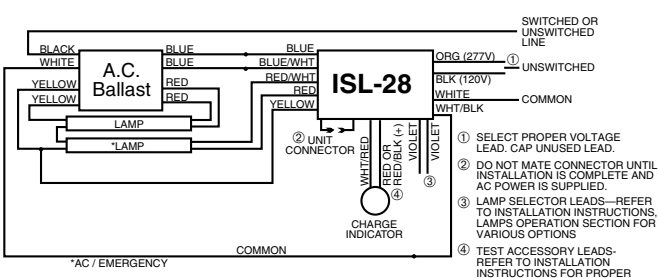 SWITCHED OR
UNSWITCHED
LINE
BLACK
BLUE
BLUE
WHITE
BLUE
BLUE/WHT
ORG (277V)
①
A.C.
Ballast
ISL-28
UNSWITCHED
YELLOW
RED
RED/WHT
BLK (120V)
YELLOW
RED
RED
WHITE
COMMON
YELLOW
WHT/BLK
LAMP
*LAMP
② UNIT
CONNECTOR
WHT/RED
RED OR
RED/BLK (+)
VIOLET
VIOLET
③
④
CHARGE
INDICATOR
COMMON
*AC / EMERGENCY
① SELECT PROPER VOLTAGE
LEAD. CAP UNUSED LEAD.
② DO NOT MATE CONNECTOR UNTIL
INSTALLATION IS COMPLETE AND
AC POWER IS SUPPLIED.
③ LAMP SELECTOR LEADS—REFER
TO INSTALLATION INSTRUCTIONS,
LAMPS OPERATION SECTION FOR
VARIOUS OPTIONS
④ TEST ACCESSORY LEADS-
REFER TO INSTALLATION
INSTRUCTIONS FOR PROPER